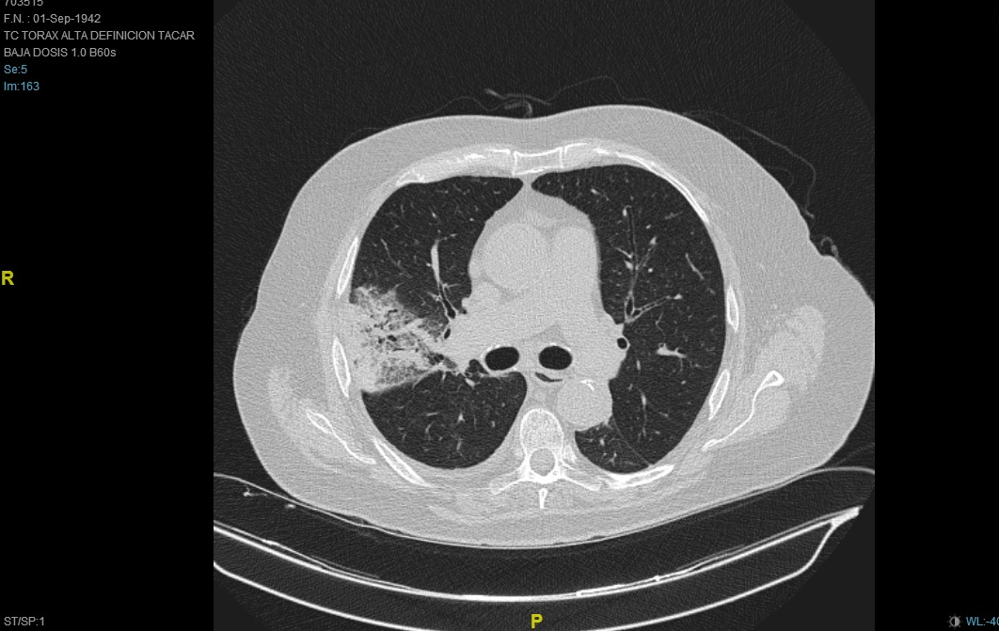 703515
F.N. : 01-Sep-1942
TC TORAX ALTA DEFINICION TACAR
BAJA DOSIS 1.0 B60s
Se:5
Im:163
R
P
ST/SP:1